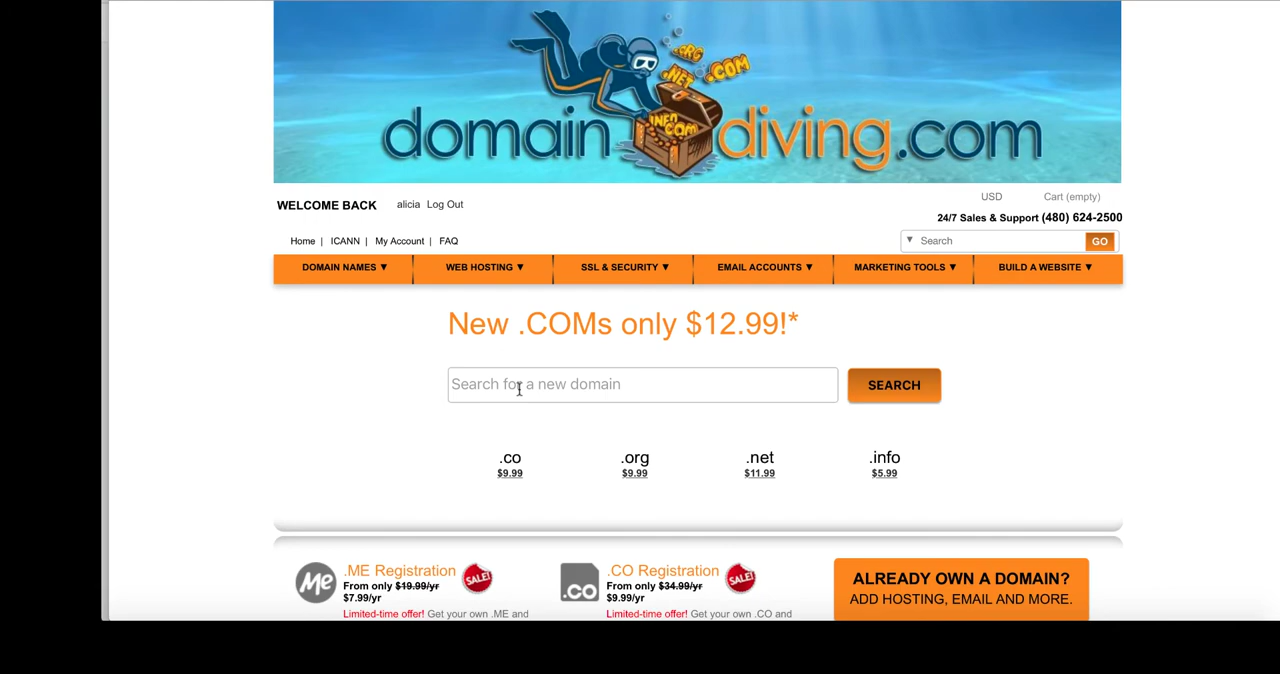 .ORG
.NET .COM
INFO
.COM
domain diving.com
WELCOME BACK alicia Log Out
USD Cart (empty)
24/7 Sales & Support (480) 624-2500
Home | ICANN | My Account | FAQ
▼ Search GO
DOMAIN NAMES ▼ WEB HOSTING ▼ SSL & SECURITY ▼ EMAIL ACCOUNTS ▼ MARKETING TOOLS ▼ BUILD A WEBSITE ▼
New .COMs only $12.99!*
Search for a new domain SEARCH
.co .org .net .info
$9.99 $9.99 $11.99 $5.99
Me .ME Registration SALE!
From only $19.99/yr
$7.99/yr
Limited-time offer! Get your own .ME and
.co .CO Registration SALE!
From only $34.99/yr
$9.99/yr
Limited-time offer! Get your own .CO and
ALREADY OWN A DOMAIN?
ADD HOSTING, EMAIL AND MORE.